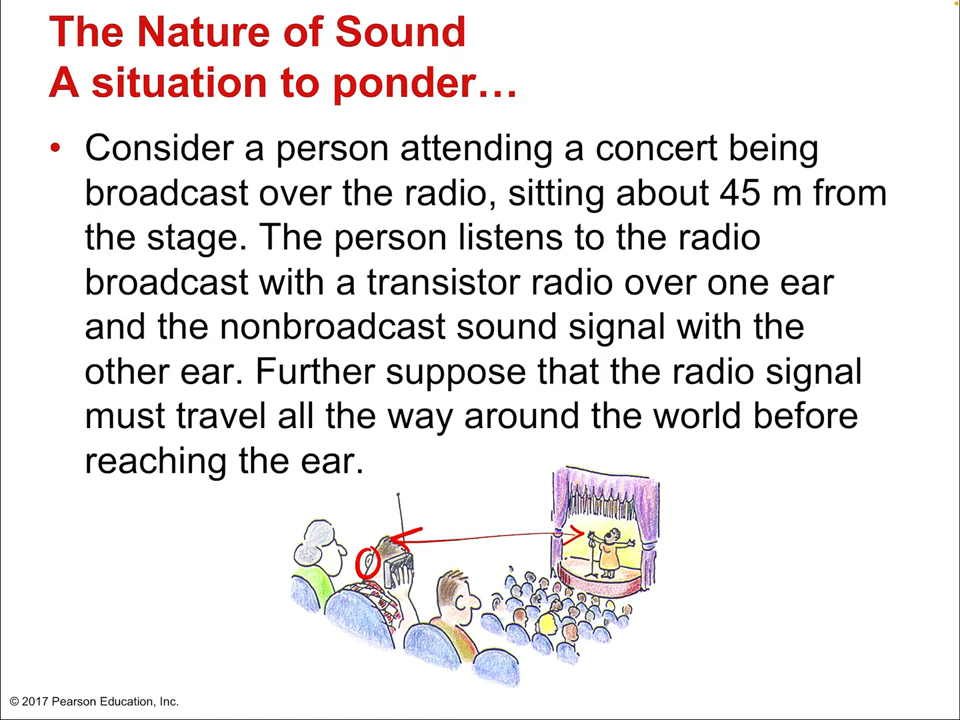 The Nature of Sound
A situation to ponder…
• Consider a person attending a concert being
broadcast over the radio, sitting about 45 m from
the stage. The person listens to the radio
broadcast with a transistor radio over one ear
and the nonbroadcast sound signal with the
other ear. Further suppose that the radio signal
must travel all the way around the world before
reaching the ear.
© 2017 Pearson Education, Inc.